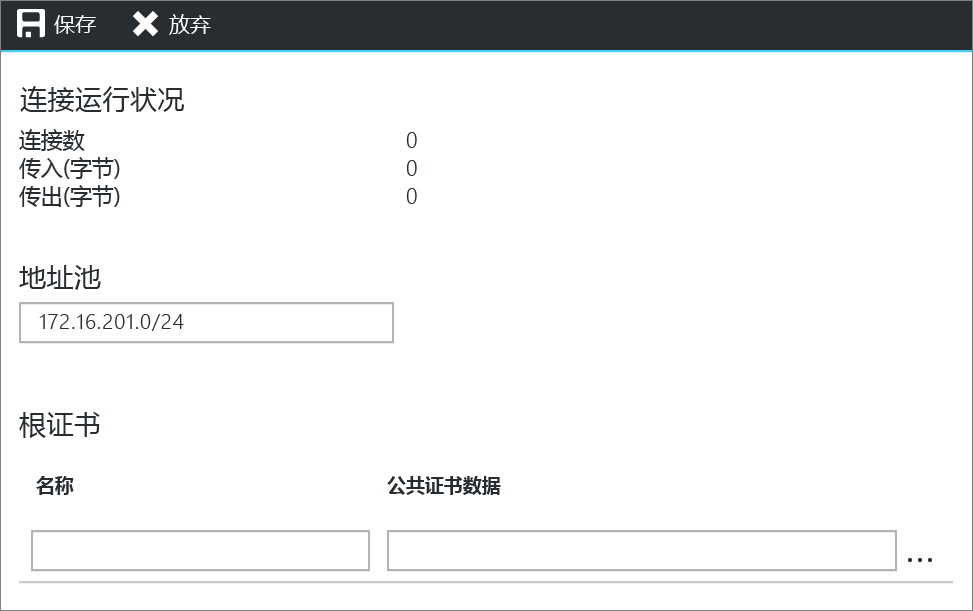 保存 放弃
连接运行状况
连接数 0
传入(字节) 0
传出(字节) 0
地址池
172.16.201.0/24
根证书
名称 公共证书数据
...